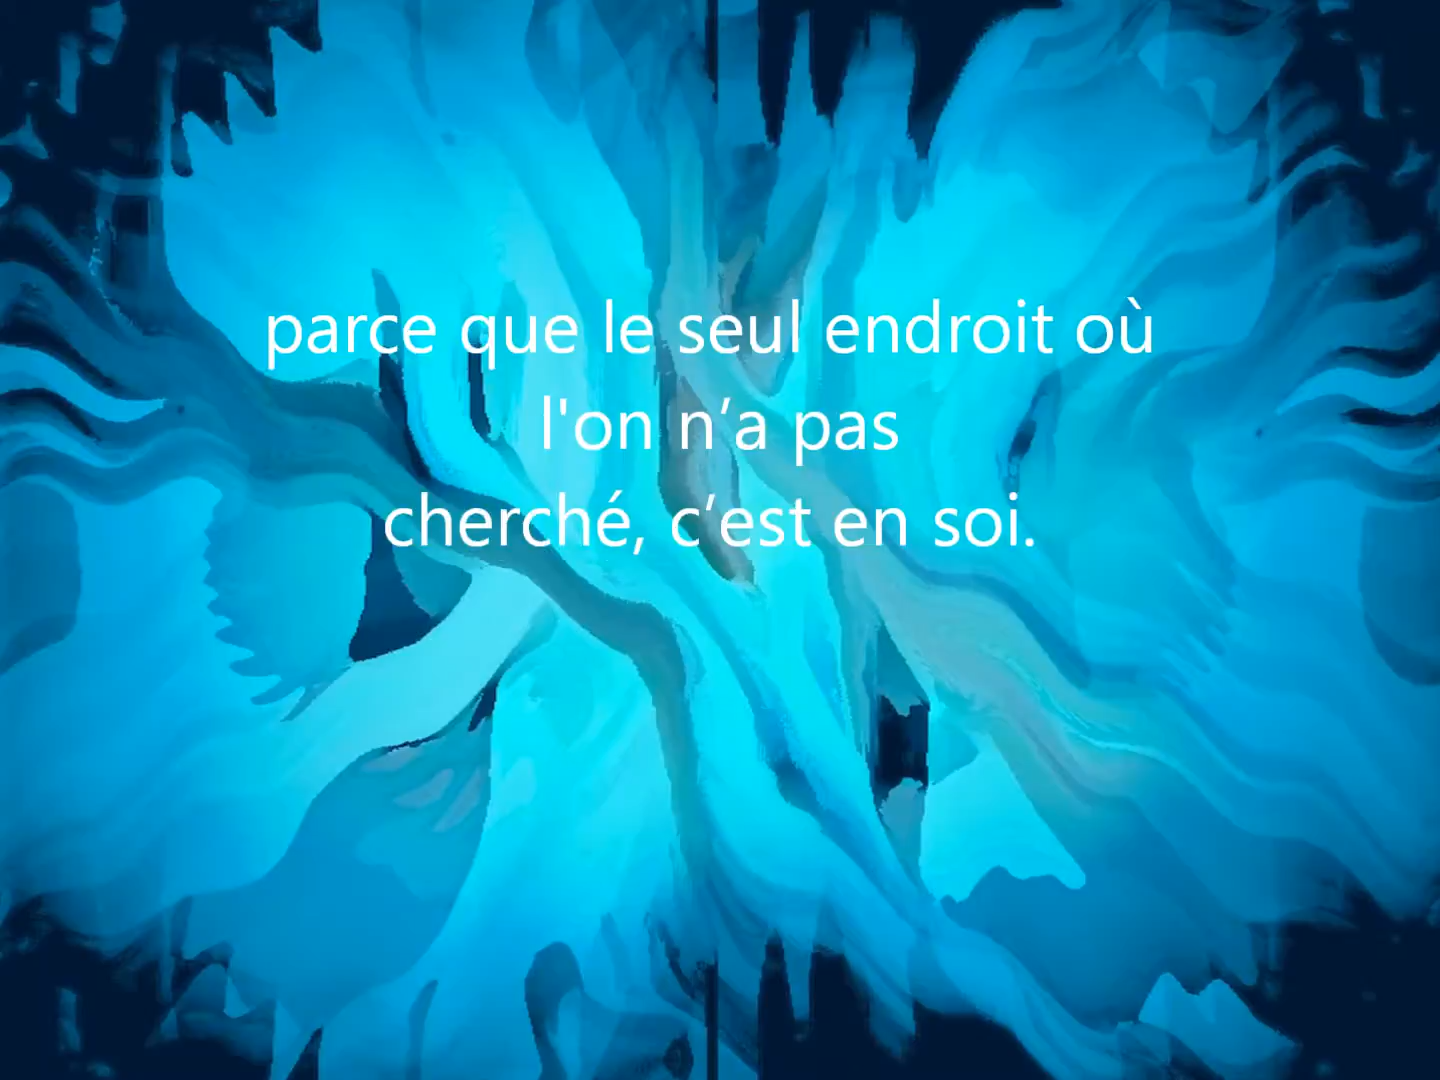 parce que le seul endroit où
l'on n’a pas
cherché, c’est en soi.